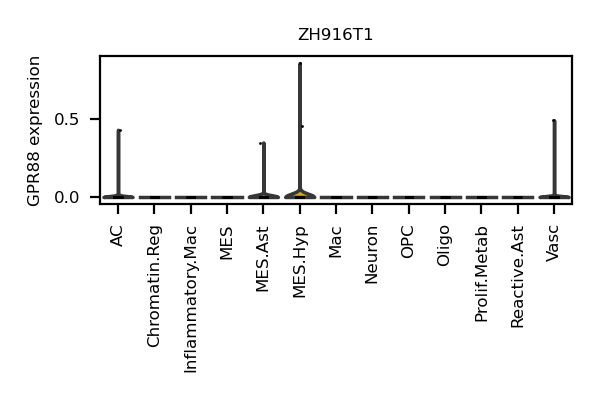 ZH916T1
GPR88 expression
0.5
0.0
AC
Chromatin.Reg
Inflammatory.Mac
MES
MES.Ast
MES.Hyp
Mac
Neuron
OPC
Oligo
Prolif.Metab
Reactive.Ast
Vasc